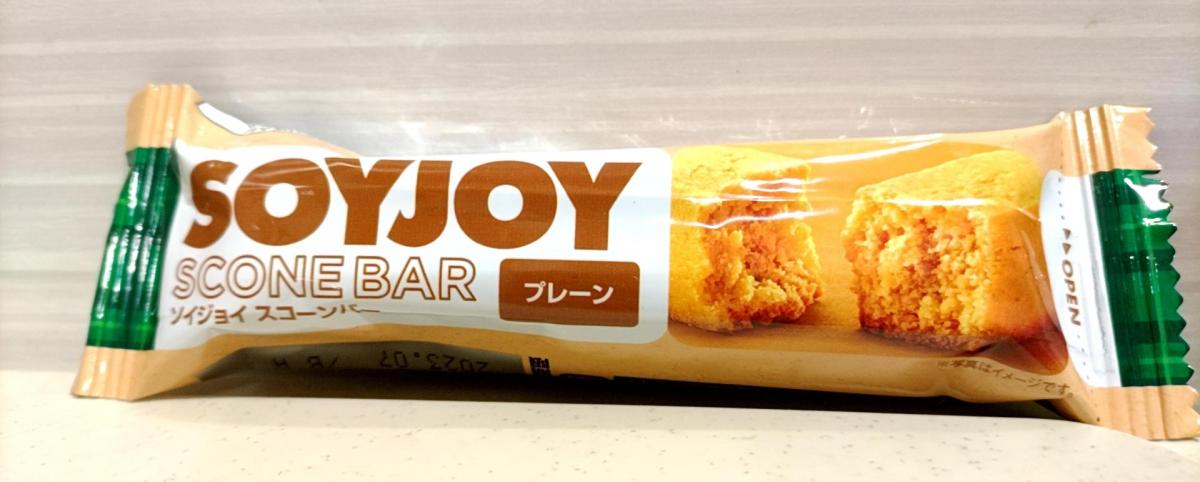 SOYJOY
SCONE BAR
ソイジョイ スコーンバー
プレーン
OPEN
※写真はイメージです
2023.07 /B H